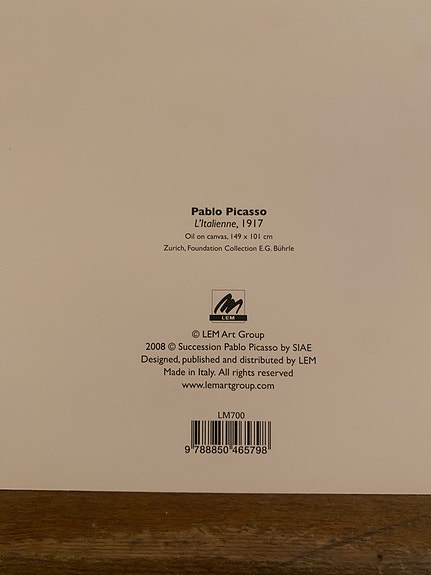 Pablo Picasso
L'Italienne, 1917
Oil on canvas, 149 x 101 cm
Zurich, Foundation Collection E.G. Bührle
LEM
© LEM Art Group
2008 © Succession Pablo Picasso by SIAE
Designed, published and distributed by LEM
Made in Italy. All rights reserved
www.lemartgroup.com
LM700
9 788850 465798